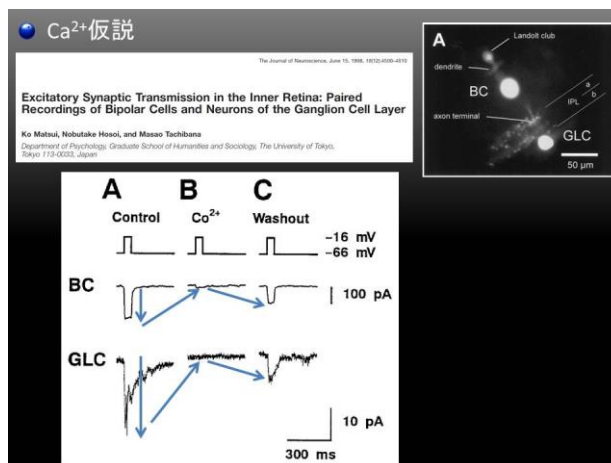 Ca²⁺仮説
The Journal of Neuroscience, June 15, 1998, 18(12):4500–4510
Excitatory Synaptic Transmission in the Inner Retina: Paired
Recordings of Bipolar Cells and Neurons of the Ganglion Cell Layer
Ko Matsui, Nobutake Hosoi, and Masao Tachibana
Department of Psychology, Graduate School of Humanities and Sociology, The University of Tokyo,
Tokyo 113-0033, Japan
A
Landolt club
dendrite
BC
a
b
IPL
axon terminal
GLC
50 μm
A B C
Control Co²⁺ Washout
−16 mV
−66 mV
BC
100 pA
GLC
10 pA
300 ms